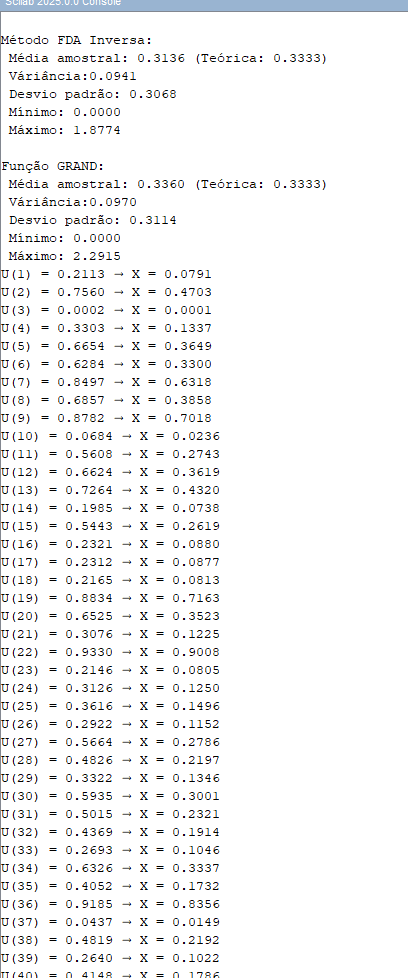 Scilab 2025.0.0 Console
Método FDA Inversa:
Média amostral: 0.3136 (Teórica: 0.3333)
Váriância:0.0941
Desvio padrão: 0.3068
Mínimo: 0.0000
Máximo: 1.8774
Função GRAND:
Média amostral: 0.3360 (Teórica: 0.3333)
Váriância:0.0970
Desvio padrão: 0.3114
Mínimo: 0.0000
Máximo: 2.2915
U(1) = 0.2113 → X = 0.0791
U(2) = 0.7560 → X = 0.4703
U(3) = 0.0002 → X = 0.0001
U(4) = 0.3303 → X = 0.1337
U(5) = 0.6654 → X = 0.3649
U(6) = 0.6284 → X = 0.3300
U(7) = 0.8497 → X = 0.6318
U(8) = 0.6857 → X = 0.3858
U(9) = 0.8782 → X = 0.7018
U(10) = 0.0684 → X = 0.0236
U(11) = 0.5608 → X = 0.2743
U(12) = 0.6624 → X = 0.3619
U(13) = 0.7264 → X = 0.4320
U(14) = 0.1985 → X = 0.0738
U(15) = 0.5443 → X = 0.2619
U(16) = 0.2321 → X = 0.0880
U(17) = 0.2312 → X = 0.0877
U(18) = 0.2165 → X = 0.0813
U(19) = 0.8834 → X = 0.7163
U(20) = 0.6525 → X = 0.3523
U(21) = 0.3076 → X = 0.1225
U(22) = 0.9330 → X = 0.9008
U(23) = 0.2146 → X = 0.0805
U(24) = 0.3126 → X = 0.1250
U(25) = 0.3616 → X = 0.1496
U(26) = 0.2922 → X = 0.1152
U(27) = 0.5664 → X = 0.2786
U(28) = 0.4826 → X = 0.2197
U(29) = 0.3322 → X = 0.1346
U(30) = 0.5935 → X = 0.3001
U(31) = 0.5015 → X = 0.2321
U(32) = 0.4369 → X = 0.1914
U(33) = 0.2693 → X = 0.1046
U(34) = 0.6326 → X = 0.3337
U(35) = 0.4052 → X = 0.1732
U(36) = 0.9185 → X = 0.8356
U(37) = 0.0437 → X = 0.0149
U(38) = 0.4819 → X = 0.2192
U(39) = 0.2640 → X = 0.1022
U(40) = 0.4148 → X = 0.1786